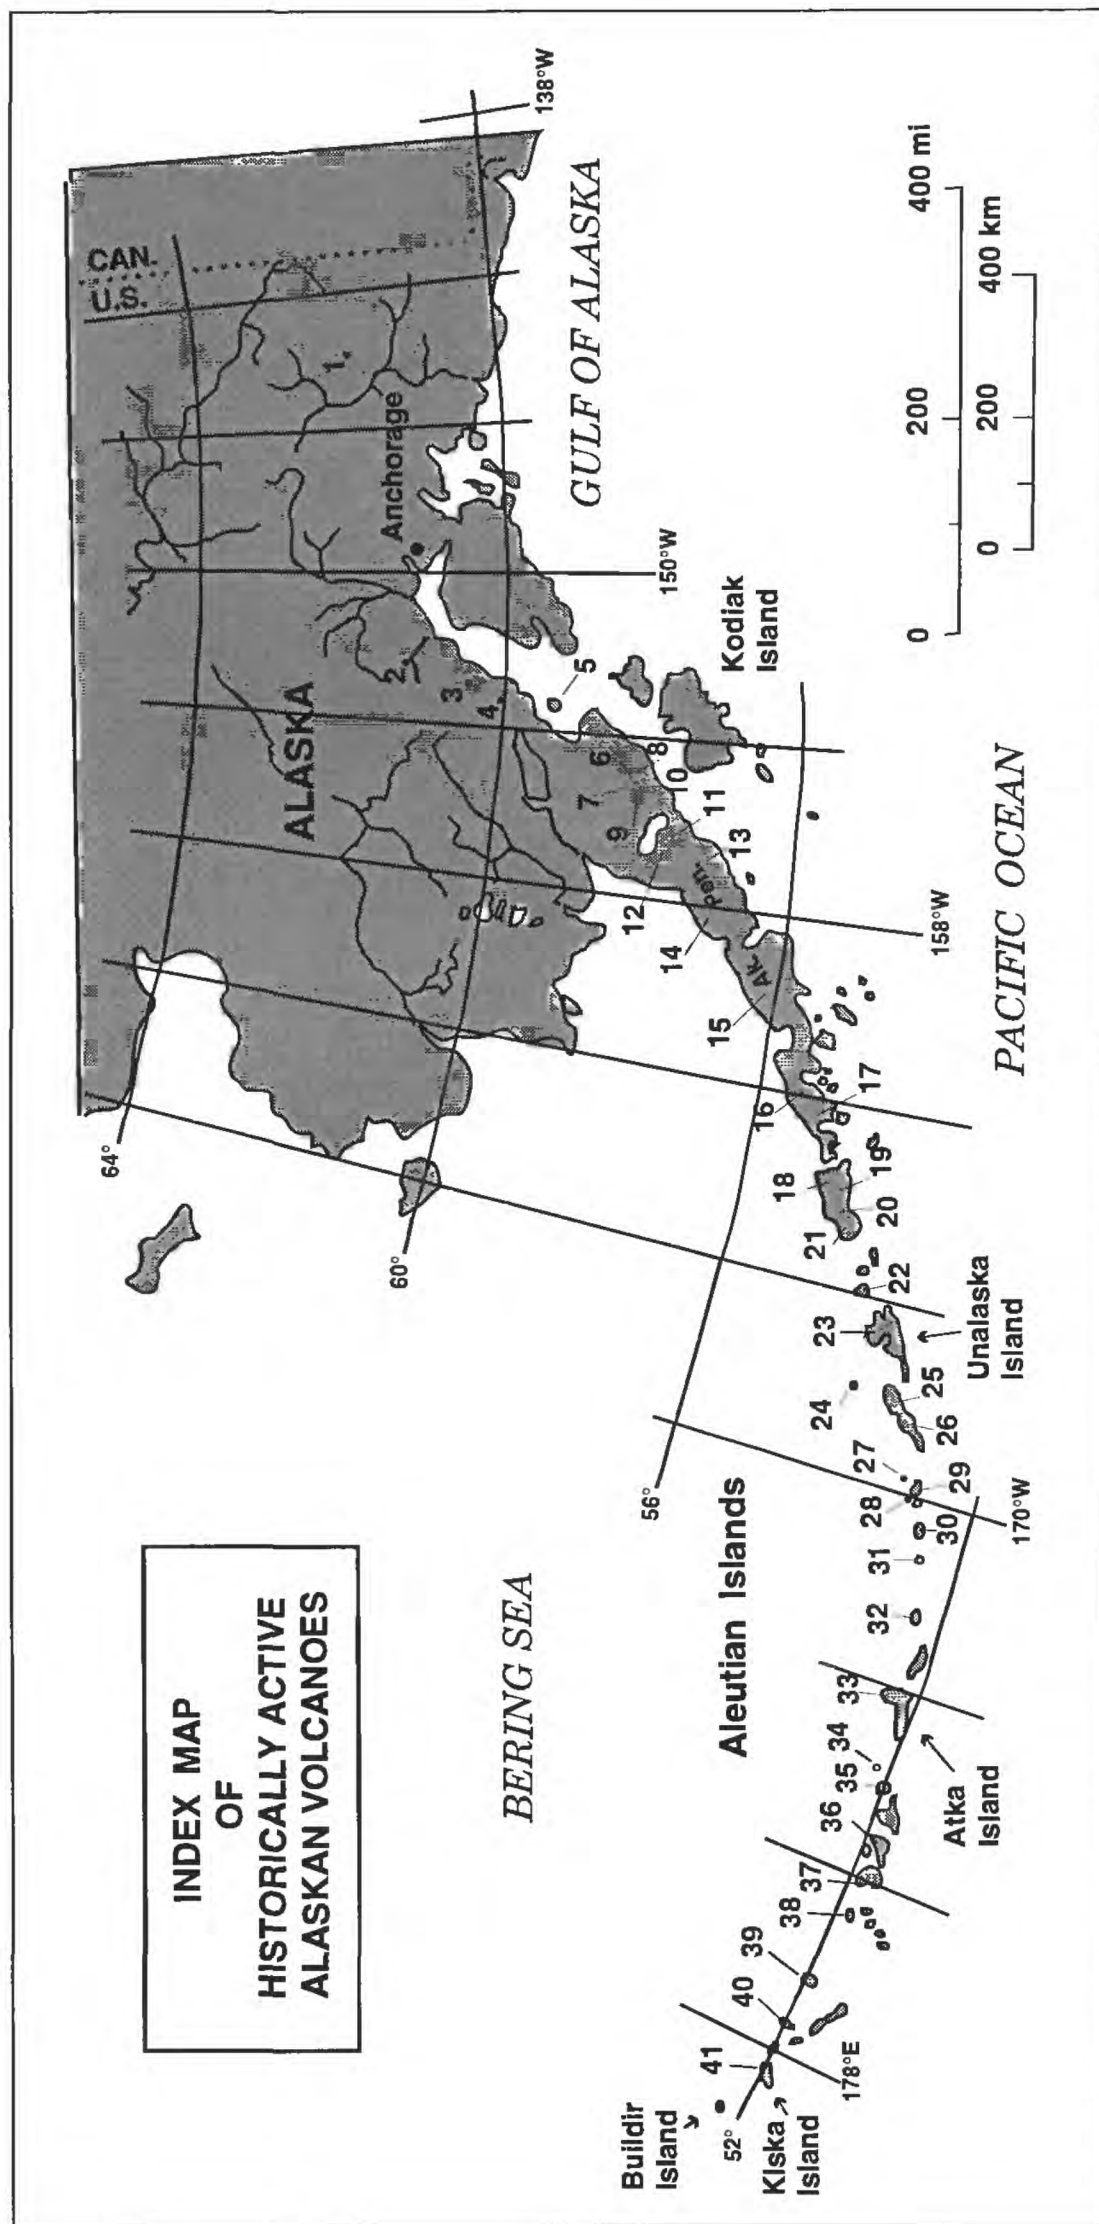 INDEX MAP
OF
HISTORICALLY ACTIVE
ALASKAN VOLCANOES
BERING SEA
GULF OF ALASKA
PACIFIC OCEAN
ALASKA
CAN.
U.S.
Anchorage
Kodiak
Island
Ak. Pen.
Aleutian Islands
Unalaska
Island
Atka
Island
Kiska
Island
Buildir
Island
64°
60°
56°
52°
138°W
150°W
158°W
170°W
178°E
1
2
3
4
5
6
7
8
9
10
11
12
13
14
15
16
17
18
19
20
21
22
23
24
25
26
27
28
29
30
31
32
33
34
35
36
37
38
39
40
41
0 200 400 mi
0 200 400 km